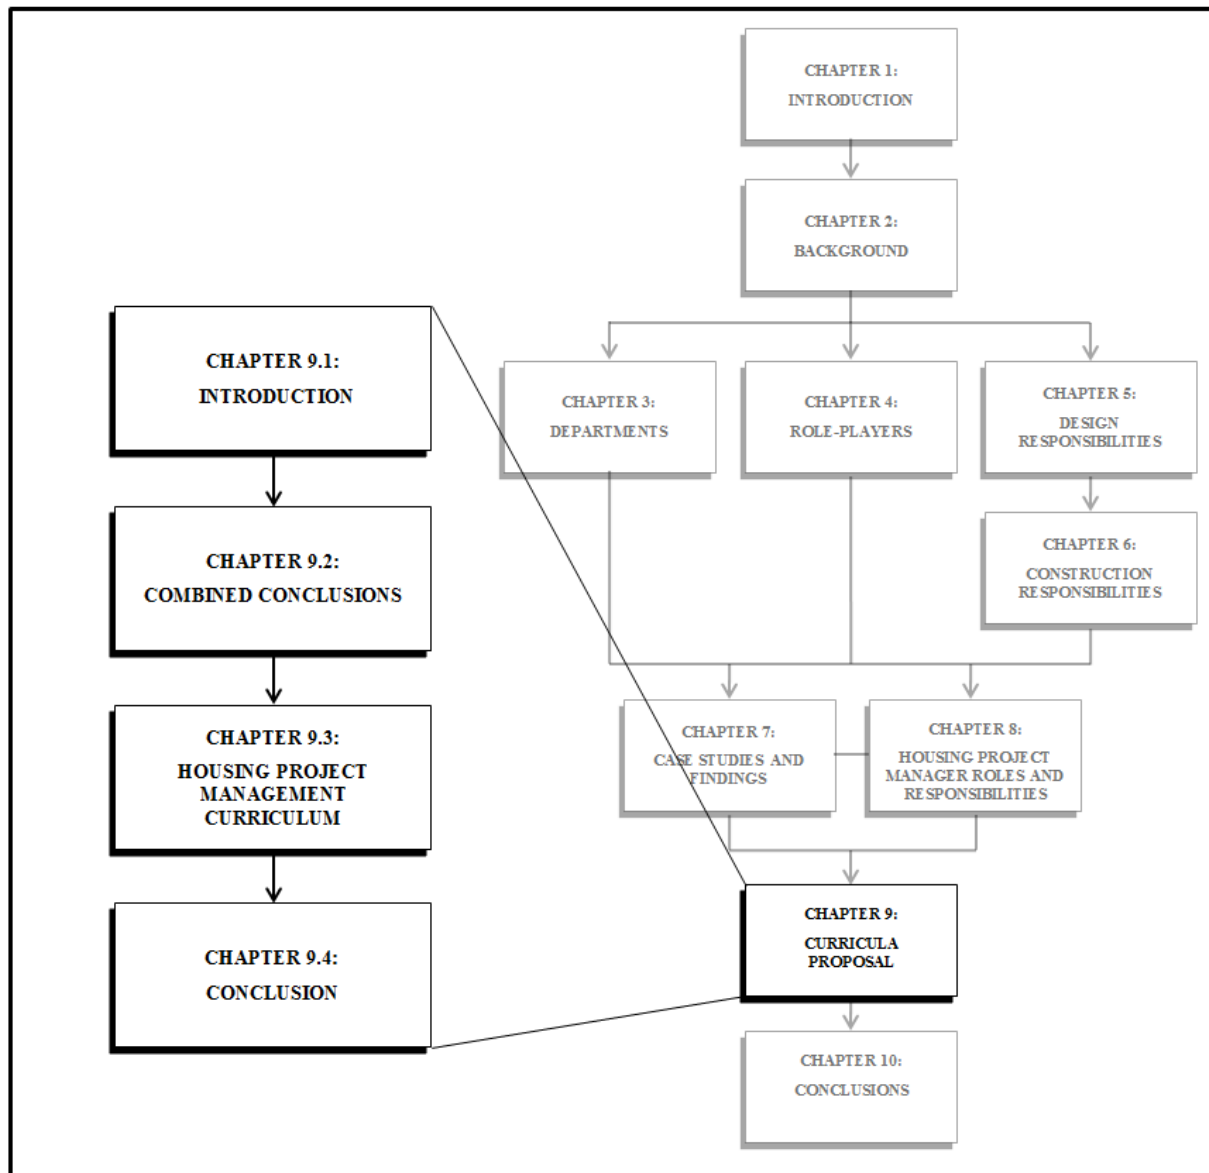 CHAPTER 1:
INTRODUCTION
CHAPTER 2:
BACKGROUND
CHAPTER 3:
DEPARTMENTS
CHAPTER 4:
ROLE-PLAYERS
CHAPTER 5:
DESIGN
RESPONSIBILITIES
CHAPTER 6:
CONSTRUCTION
RESPONSIBILITIES
CHAPTER 7:
CASE STUDIES AND
FINDINGS
CHAPTER 8:
HOUSING PROJECT
MANAGER ROLES AND
RESPONSIBILITIES
CHAPTER 9:
CURRICULA
PROPOSAL
CHAPTER 10:
CONCLUSIONS
CHAPTER 9.1:
INTRODUCTION
CHAPTER 9.2:
COMBINED CONCLUSIONS
CHAPTER 9.3:
HOUSING PROJECT
MANAGEMENT
CURRICULUM
CHAPTER 9.4:
CONCLUSION